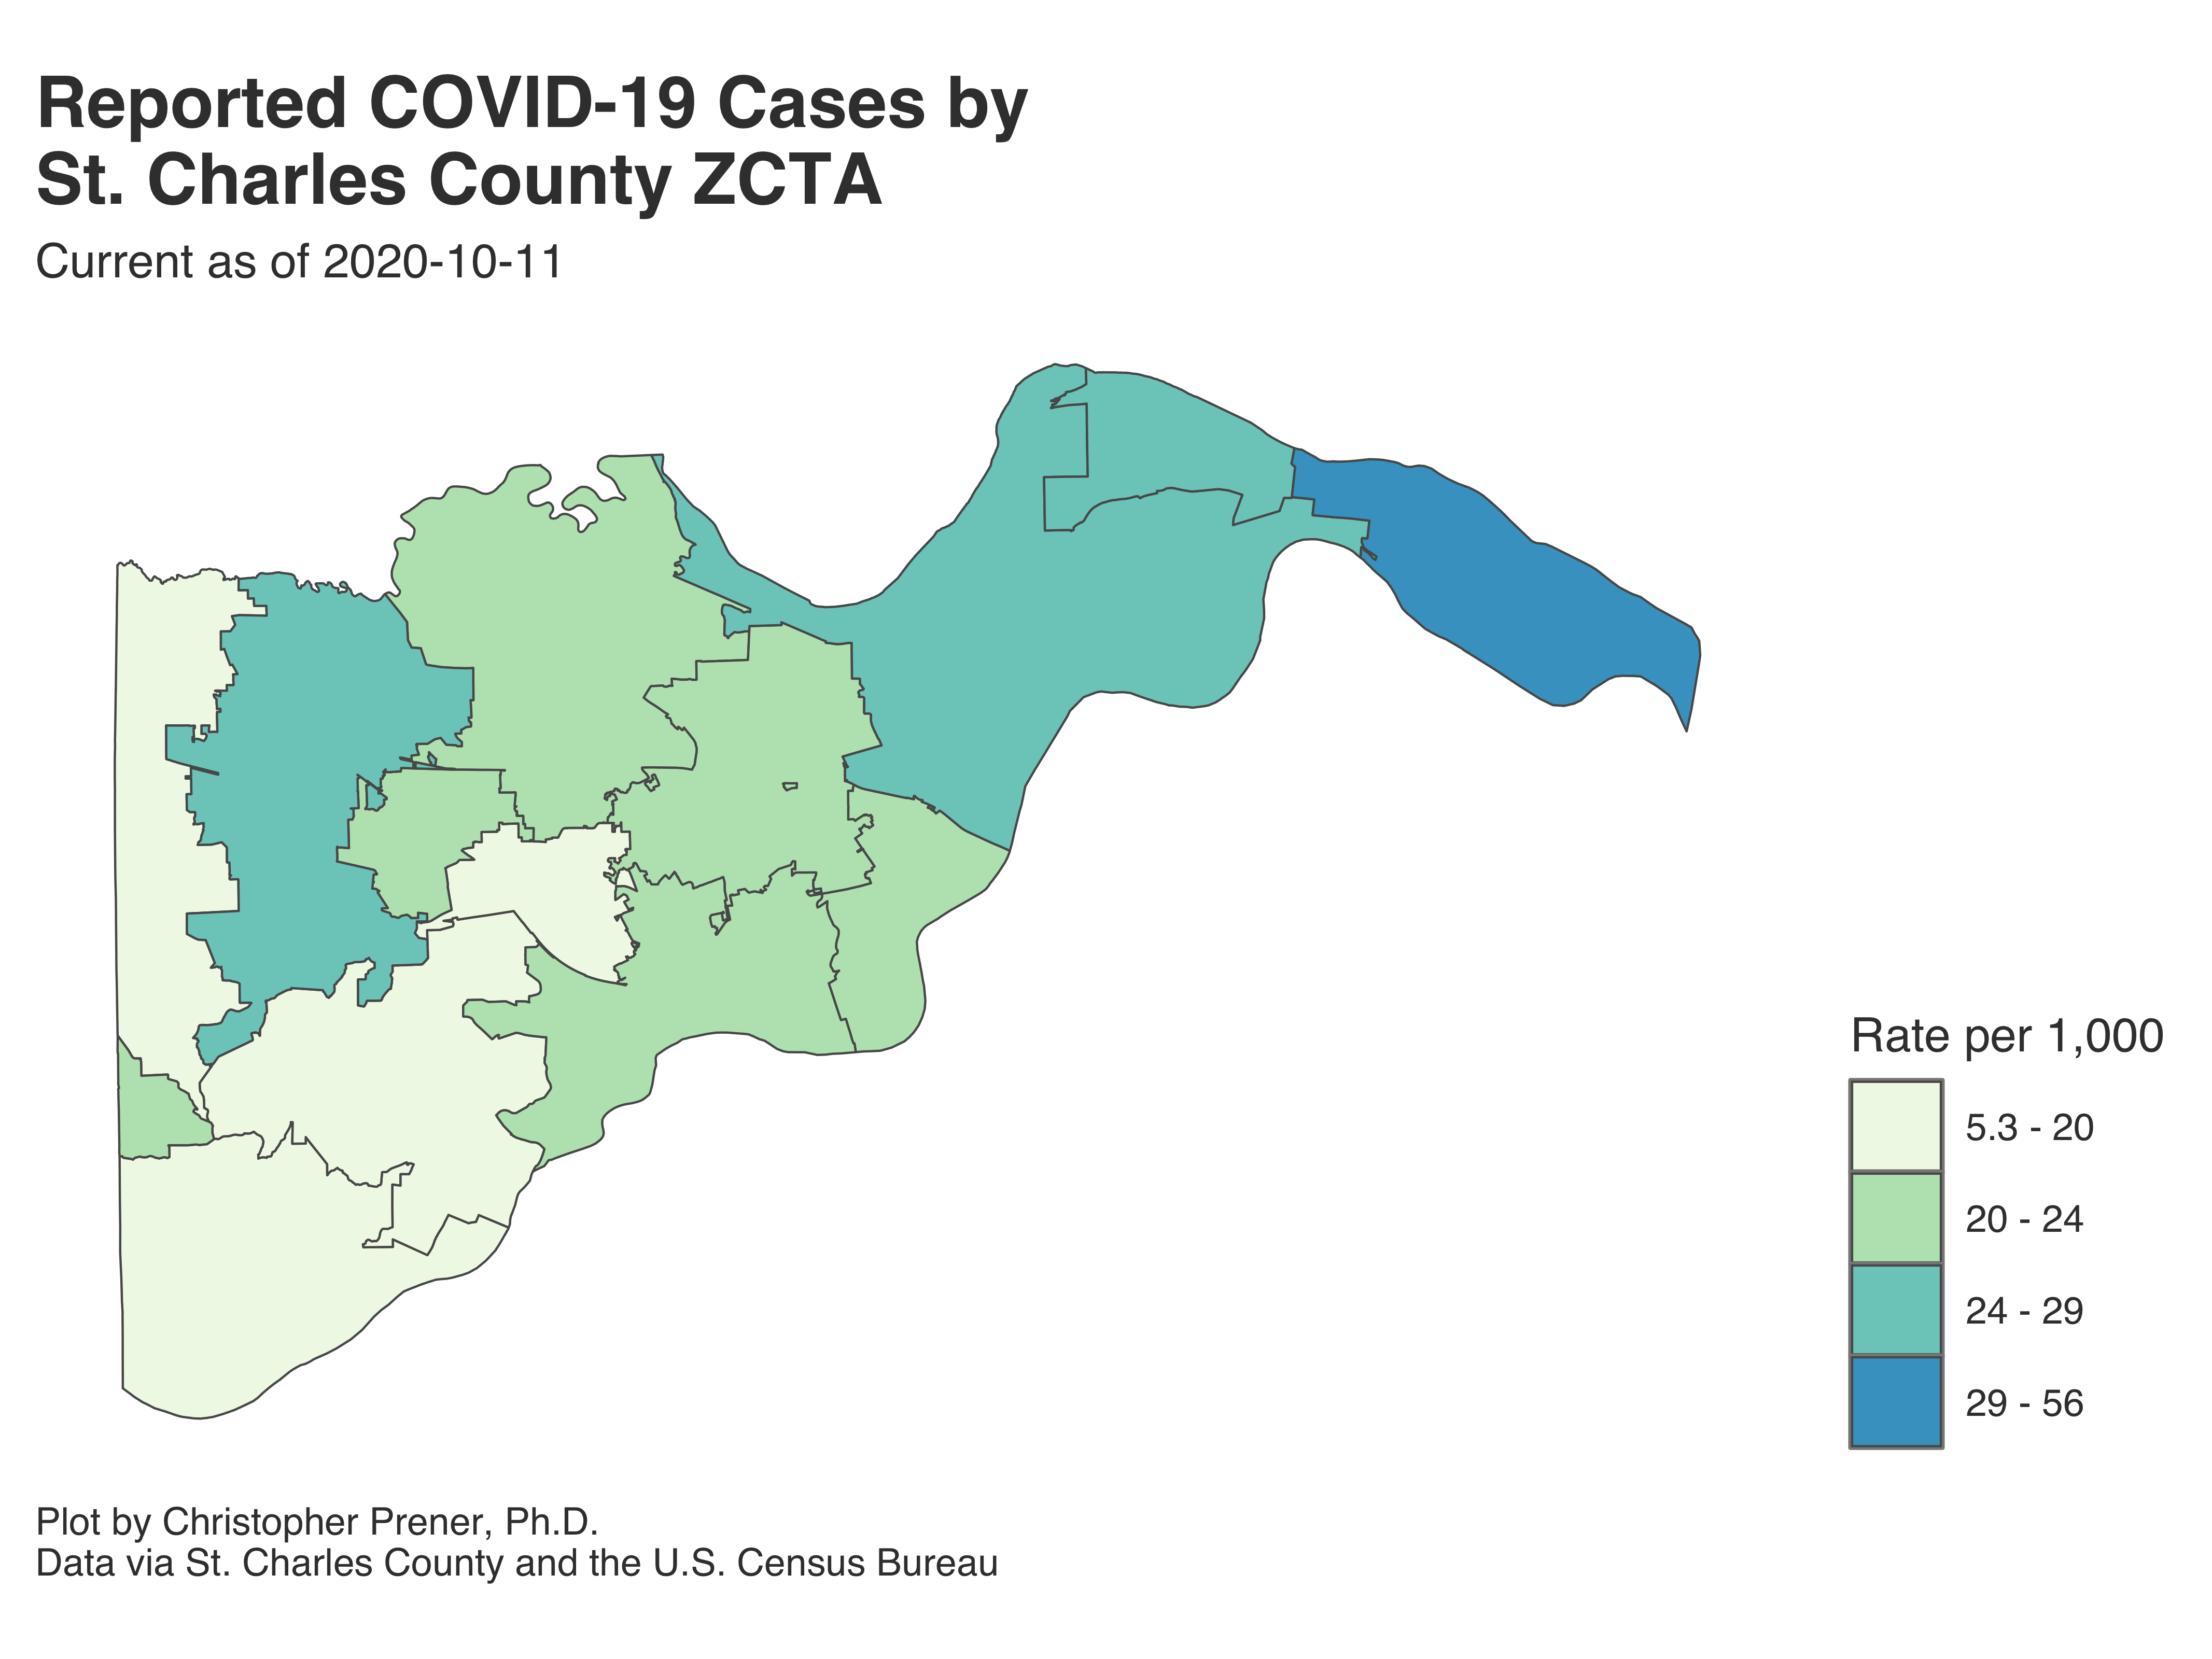 Reported COVID-19 Cases by
St. Charles County ZCTA
Current as of 2020-10-11
Rate per 1,000
5.3 - 20
20 - 24
24 - 29
29 - 56
Plot by Christopher Prener, Ph.D.
Data via St. Charles County and the U.S. Census Bureau